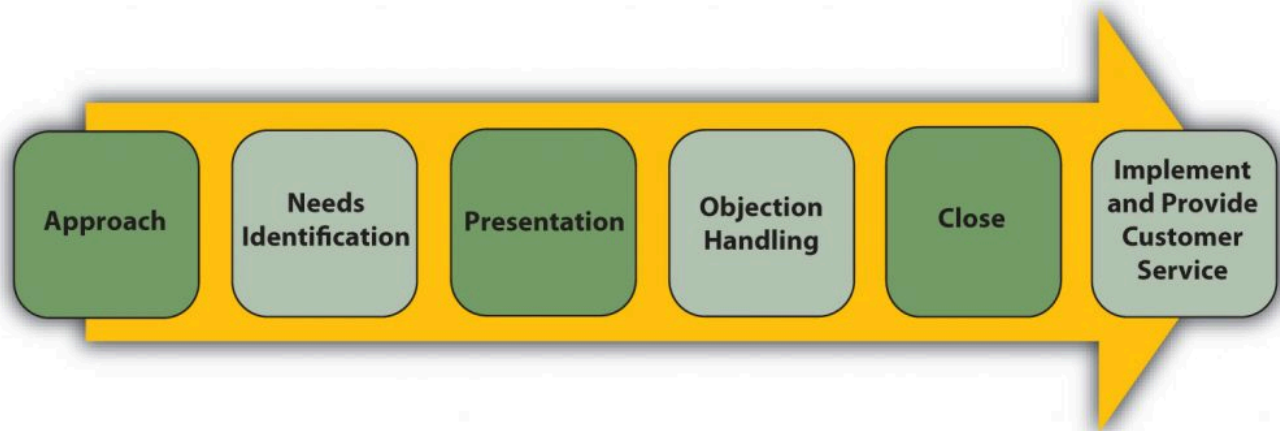 Approach
Needs
Identification
Presentation
Objection
Handling
Close
Implement
and Provide
Customer
Service